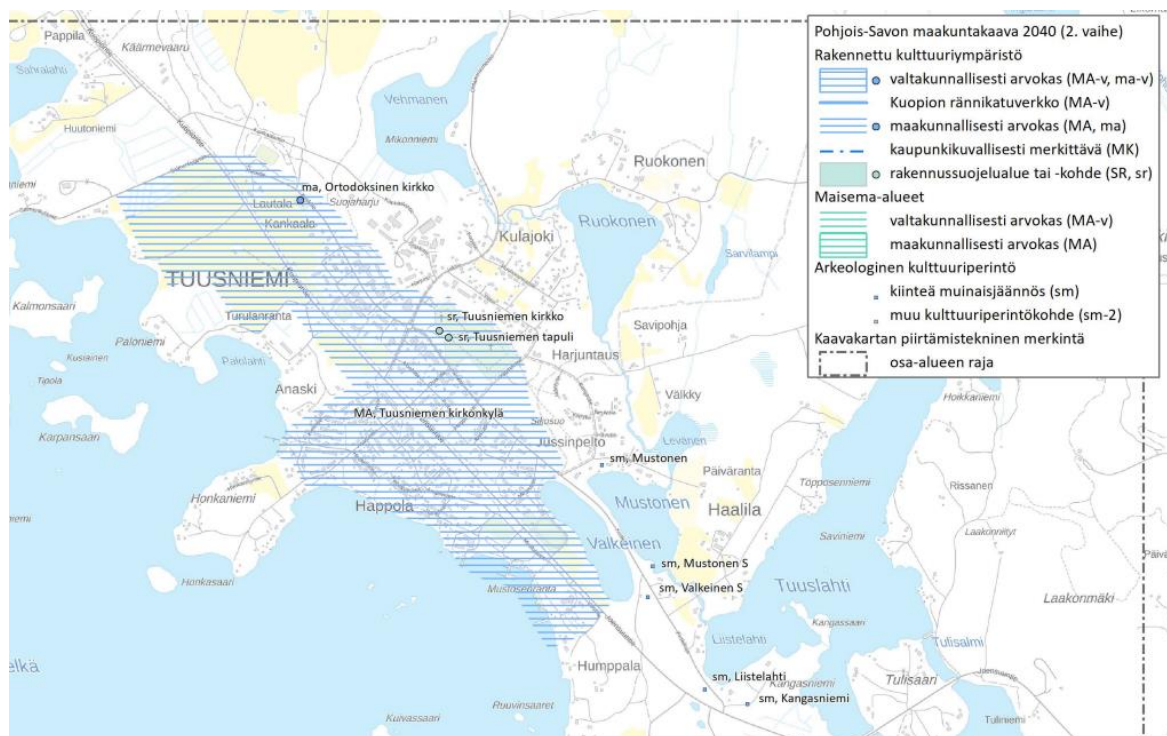 Pohjois-Savon maakuntakaava 2040 (2. vaihe)
Rakennettu kulttuuriympäristö
valtakunnallisesti arvokas (MA-v, ma-v)
Kuopion rännikatuverkko (MA-v)
maakunnallisesti arvokas (MA, ma)
kaupunkikuvallisesti merkittävä (MK)
rakennussuojelualue tai -kohde (SR, sr)
Maisema-alueet
valtakunnallisesti arvokas (MA-v)
maakunnallisesti arvokas (MA)
Arkeologinen kulttuuriperintö
kiinteä muinaisjäännös (sm)
muu kulttuuriperintökohde (sm-2)
Kaavakartan piirtämistekninen merkintä
osa-alueen raja
Pappila
Käärmevaaru
Sahralahti
Huutoniemi
Vehmanen
Mikonniemi
Ruokonen
ma, Ortodoksinen kirkko
Lautala
Suojaharju
Kankaala
Kulajoki
Ruokonen
Sarvilampi
TUUSNIEMI
Kalmonsaari
Turulanranta
sr, Tuusniemen kirkko
sr, Tuusniemen tapuli
Savipohja
Paloniemi
Kusiainen
Palolahti
Harjuntaus
Tipola
Anaski
Välkky
Hoikkaniemi
Karpansaari
MA, Tuusniemen kirkonkylä
Siliosuo
Jussinpelto
Levänen
sm, Mustonen
Päiväranta
Töpposenniemi
Rissanen
Honkaniemi
Happola
Mustonen
Haalila
Saviniemi
Laakonniityt
Valkeinen
sm, Mustonen S
Honkasaari
Mustosenranta
sm, Valkeinen S
Tuuslahti
Laakonmäki
Kangassaari
Liistelahti
Tulisalmi
elkä
Humppala
sm, Liistelahti
Kangasniemi
Tulisaari
sm, Kangasniemi
Ruuvinsaaret
Kuivassaari
Tuliniemi